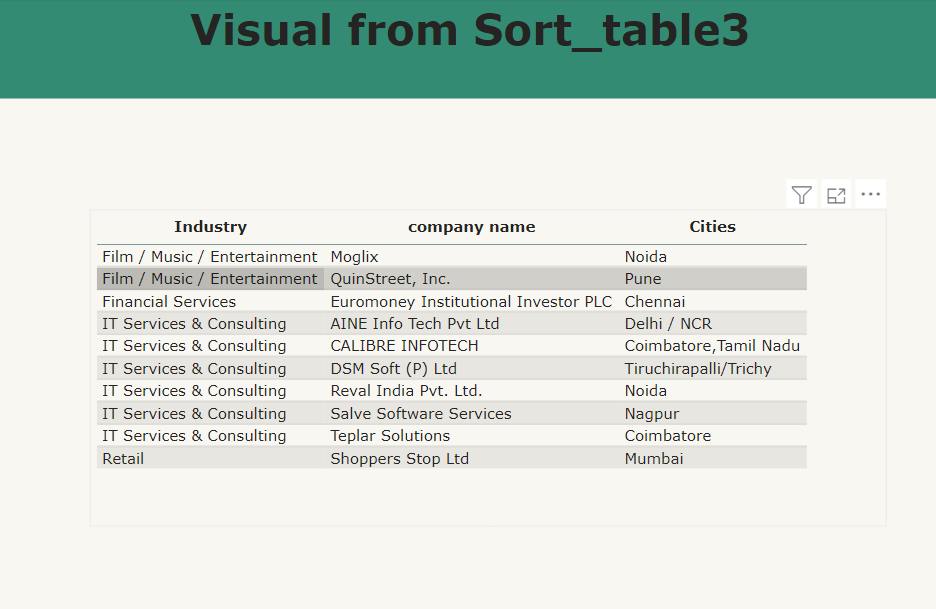 Visual from Sort_table3
Industry company name Cities
Film / Music / Entertainment Moglix Noida
Film / Music / Entertainment QuinStreet, Inc. Pune
Financial Services Euromoney Institutional Investor PLC Chennai
IT Services & Consulting AINE Info Tech Pvt Ltd Delhi / NCR
IT Services & Consulting CALIBRE INFOTECH Coimbatore,Tamil Nadu
IT Services & Consulting DSM Soft (P) Ltd Tiruchirapalli/Trichy
IT Services & Consulting Reval India Pvt. Ltd. Noida
IT Services & Consulting Salve Software Services Nagpur
IT Services & Consulting Teplar Solutions Coimbatore
Retail Shoppers Stop Ltd Mumbai